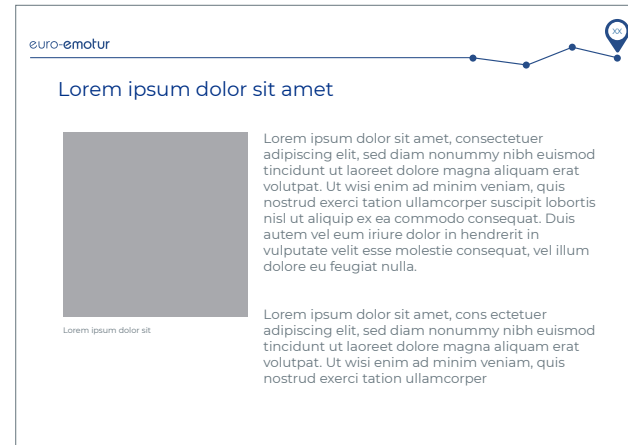 euro-emotur
XX
Lorem ipsum dolor sit amet
Lorem ipsum dolor sit amet, consectetuer
adipiscing elit, sed diam nonummy nibh euismod
tincidunt ut laoreet dolore magna aliquam erat
volutpat. Ut wisi enim ad minim veniam, quis
nostrud exerci tation ullamcorper suscipit lobortis
nisl ut aliquip ex ea commodo consequat. Duis
autem vel eum iriure dolor in hendrerit in
vulputate velit esse molestie consequat, vel illum
dolore eu feugiat nulla.
Lorem ipsum dolor sit
Lorem ipsum dolor sit amet, cons ectetuer
adipiscing elit, sed diam nonummy nibh euismod
tincidunt ut laoreet dolore magna aliquam erat
volutpat. Ut wisi enim ad minim veniam, quis
nostrud exerci tation ullamcorper